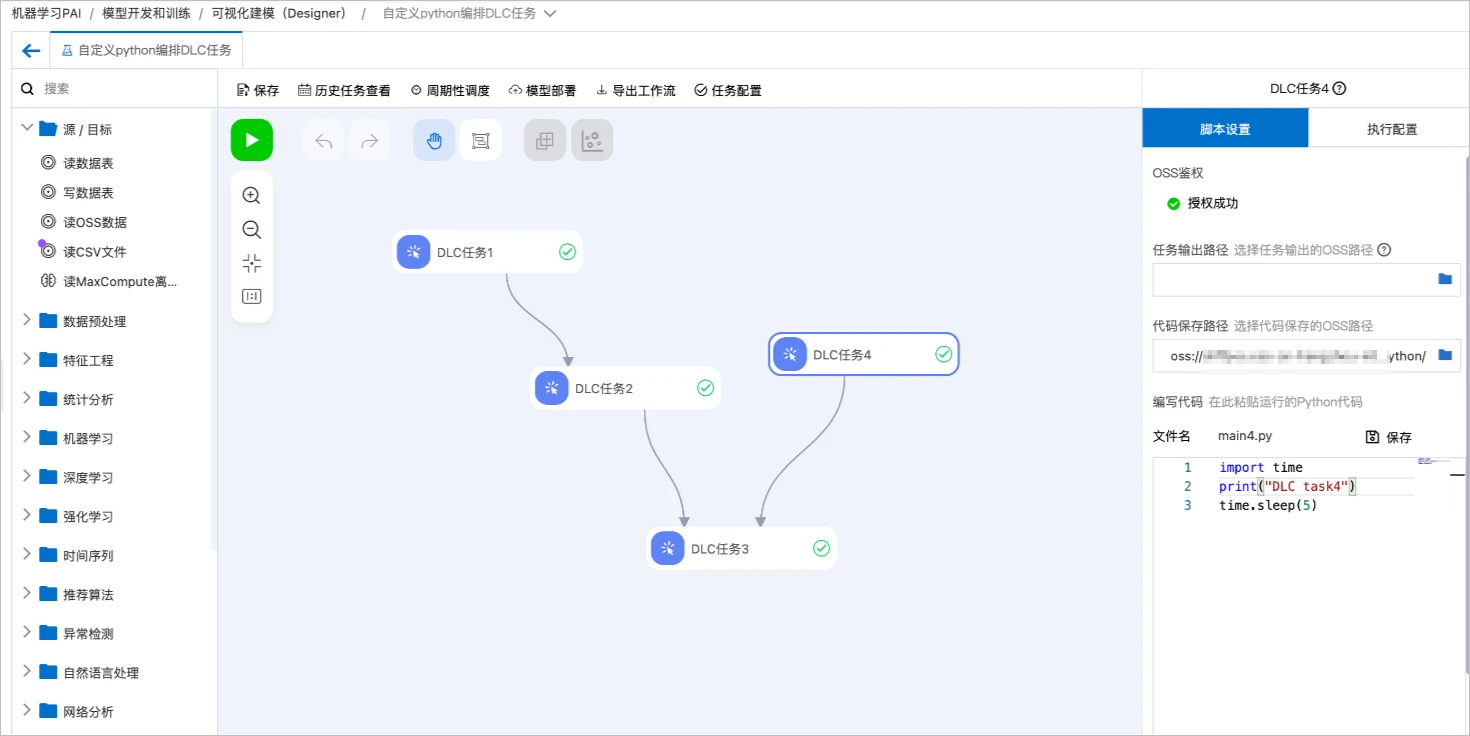 机器学习PAI / 模型开发和训练 / 可视化建模（Designer） / 自定义python编排DLC任务
自定义python编排DLC任务
搜索
保存 历史任务查看 周期性调度 模型部署 导出工作流 任务配置
DLC任务4
源 / 目标
读数据表
写数据表
读OSS数据
读CSV文件
读MaxCompute离...
数据预处理
特征工程
统计分析
机器学习
深度学习
强化学习
时间序列
推荐算法
异常检测
自然语言处理
网络分析
DLC任务1
DLC任务4
DLC任务2
DLC任务3
脚本设置 执行配置
OSS鉴权
授权成功
任务输出路径 选择任务输出的OSS路径
代码保存路径 选择代码保存的OSS路径
oss:// ython/
编写代码 在此粘贴运行的Python代码
文件名 main4.py 保存
1 import time
2 print("DLC task4")
3 time.sleep(5)